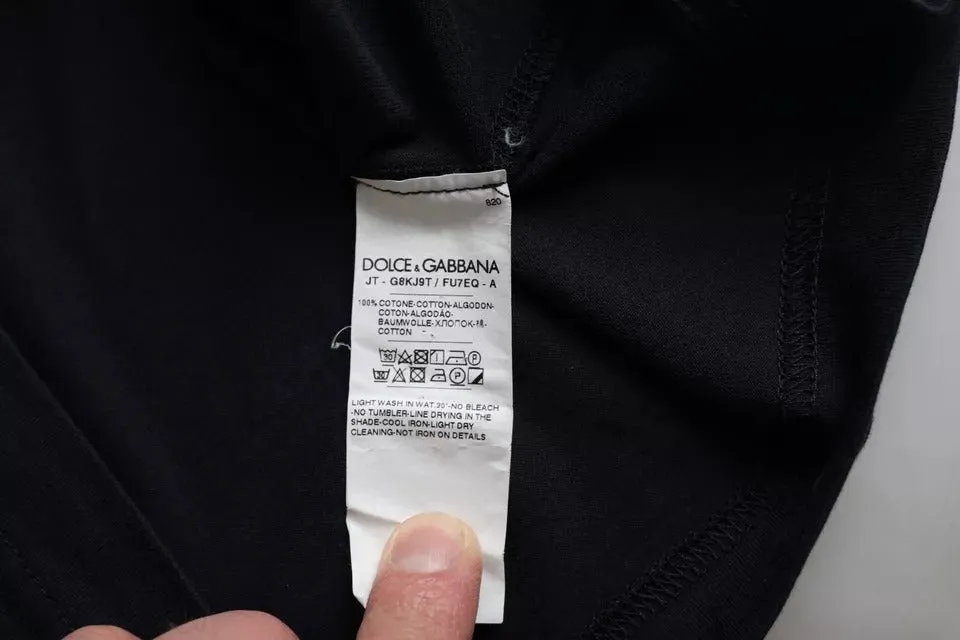 820
DOLCE & GABBANA
JT - G8KJ9T / FU7EQ - A
100% COTONE-COTTON-ALGODON-
COTON-ALGODÃO-
BAUMWOLLE-ХЛОПОК-棉-
COTTON
P
P
LIGHT WASH IN WAT 30°-NO BLEACH
-NO TUMBLER-LINE DRYING IN THE
SHADE-COOL IRON-LIGHT DRY
CLEANING-NOT IRON ON DETAILS